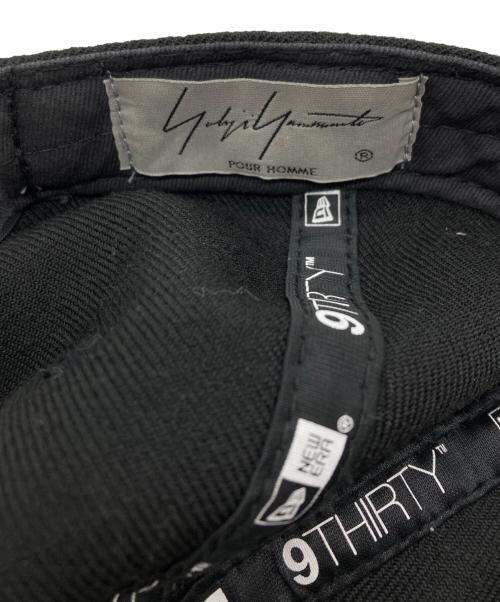 Yohji Yamamoto
®
POUR HOMME
9THIRTY™
NEW ERA®
9THIRTY™